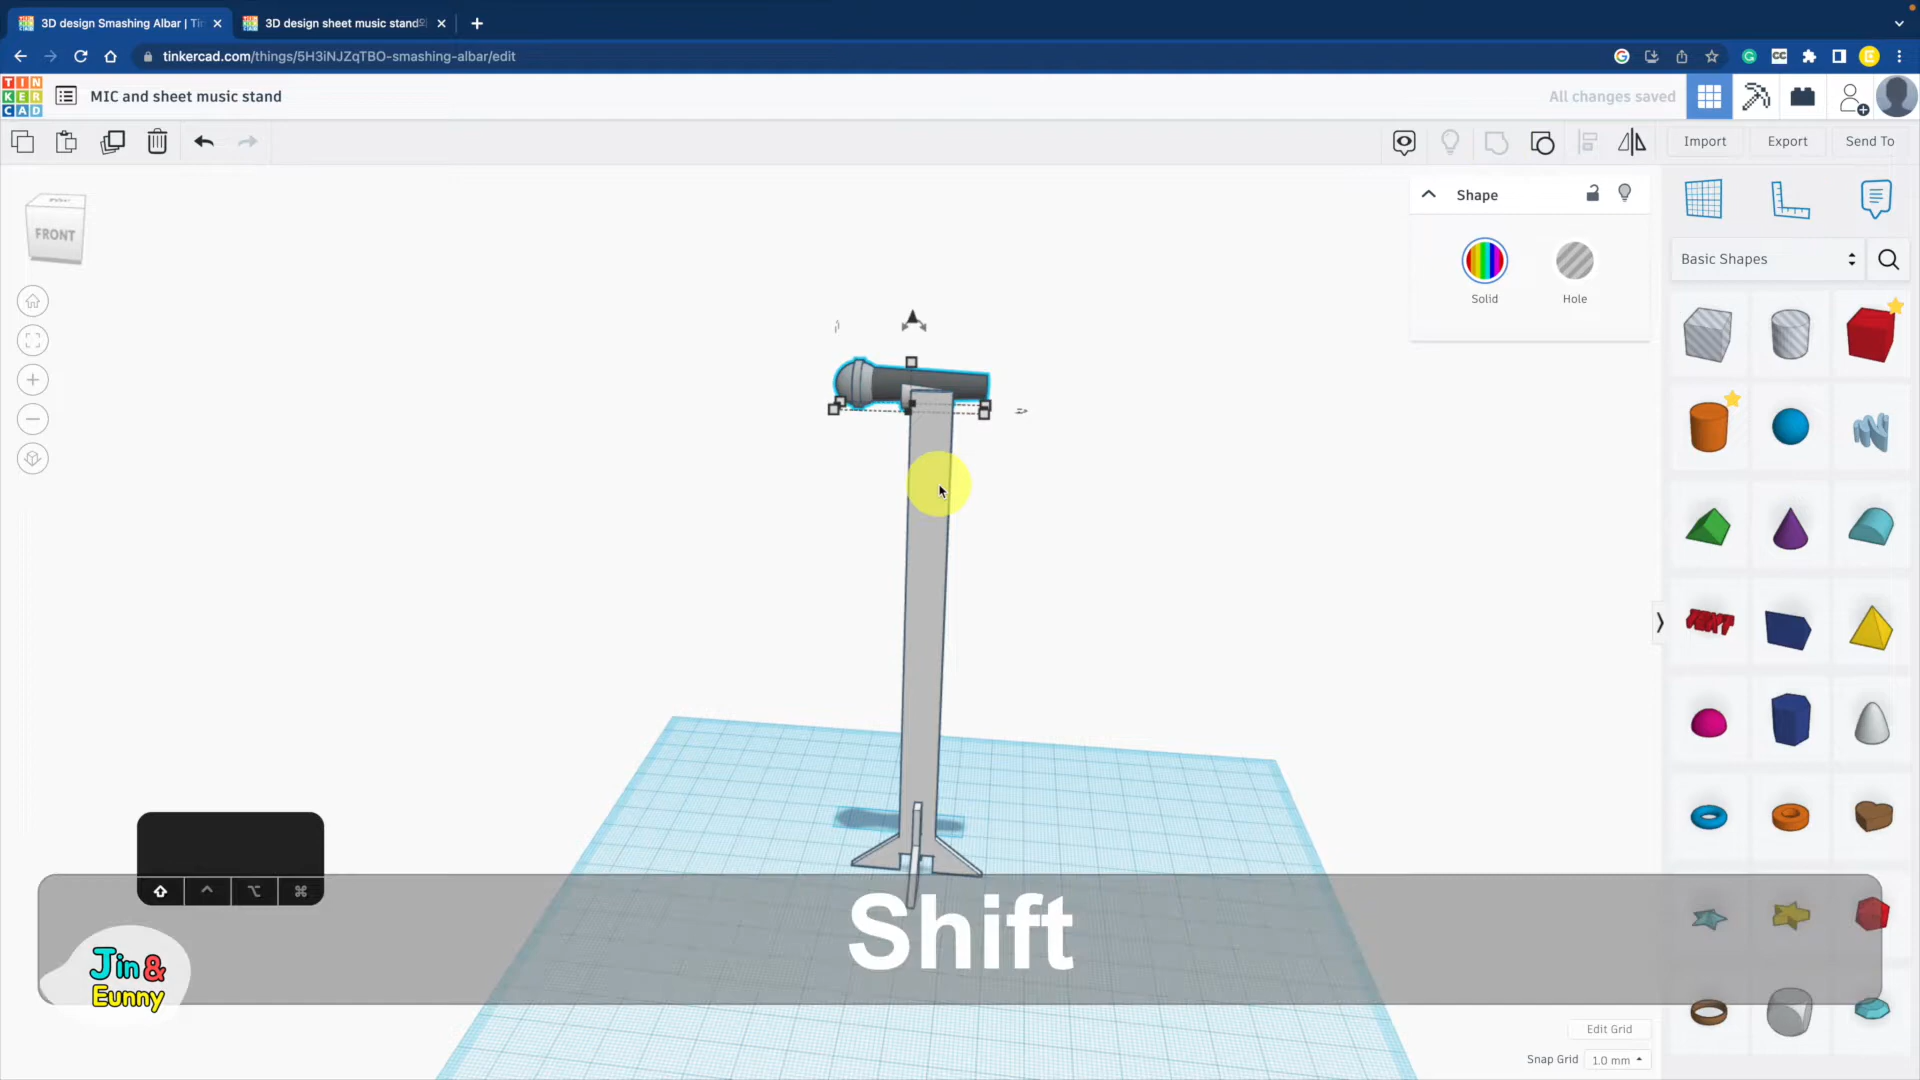 3D design Smashing Albar | Ti
3D design sheet music stand
tinkercad.com/things/5H3iNJZqTBO-smashing-albar/edit
TIN
KER
CAD
MIC and sheet music stand
All changes saved
Import
Export
Send To
FRONT
Shape
Solid
Hole
Basic Shapes
TEXT
Shift
Jin &
Eunny
Edit Grid
Snap Grid
1.0 mm